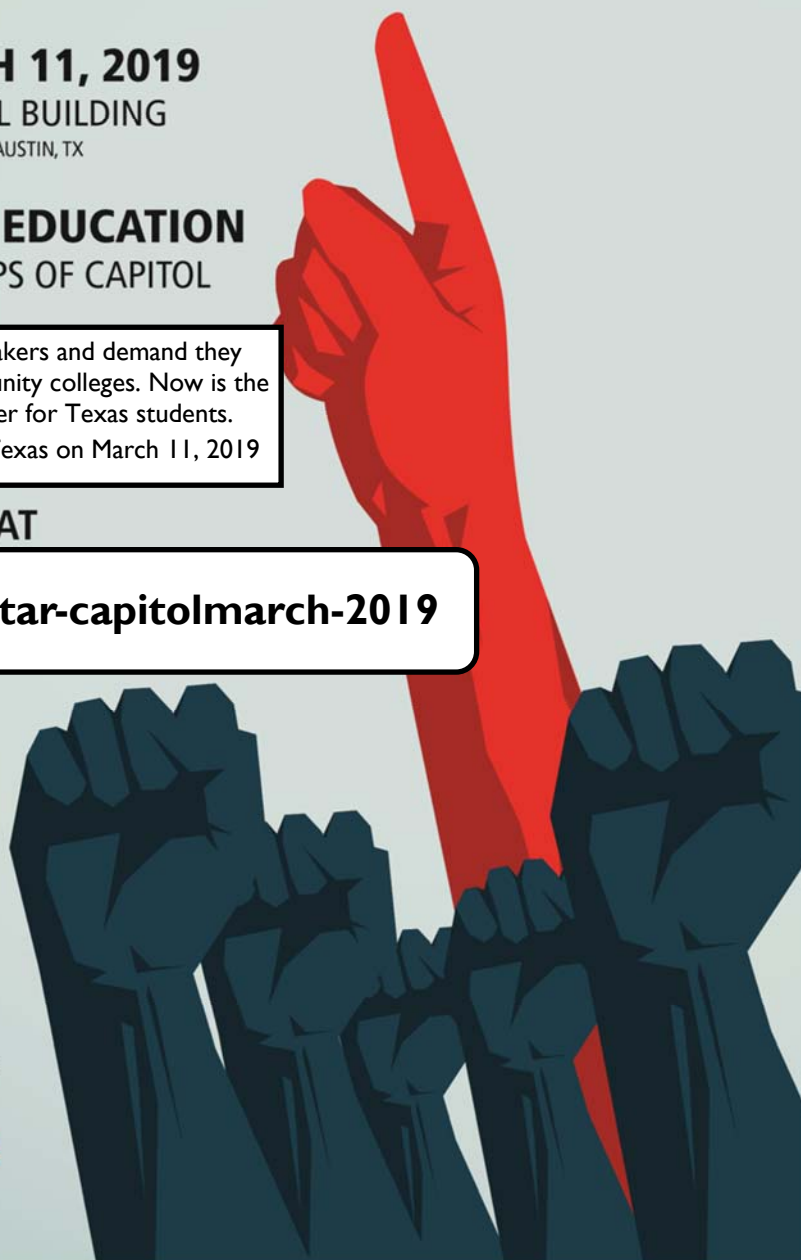 H 11, 2019
L BUILDING
AUSTIN, TX
EDUCATION
PS OF CAPITOL
akers and demand they
unity colleges. Now is the
er for Texas students.
Texas on March 11, 2019
AT
tar-capitolmarch-2019